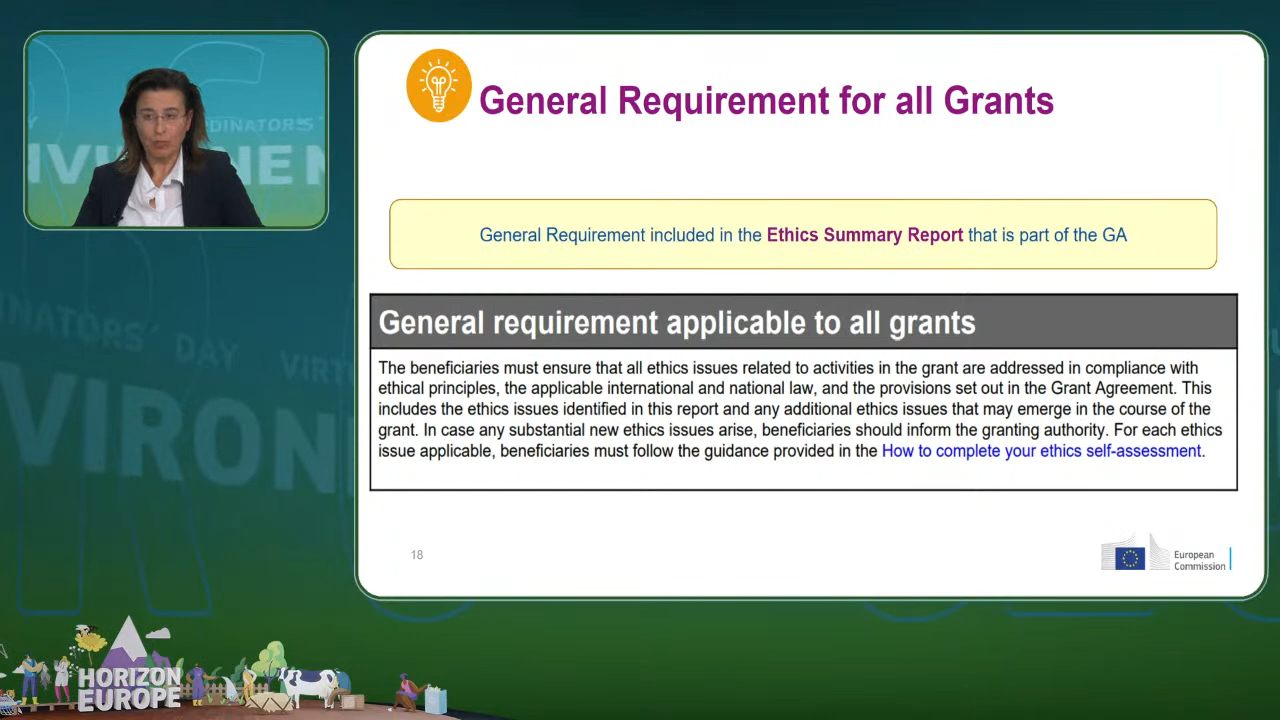 General Requirement for all Grants
General Requirement included in the Ethics Summary Report that is part of the GA
General requirement applicable to all grants
The beneficiaries must ensure that all ethics issues related to activities in the grant are addressed in compliance with
ethical principles, the applicable international and national law, and the provisions set out in the Grant Agreement. This
includes the ethics issues identified in this report and any additional ethics issues that may emerge in the course of the
grant. In case any substantial new ethics issues arise, beneficiaries should inform the granting authority. For each ethics
issue applicable, beneficiaries must follow the guidance provided in the How to complete your ethics self-assessment.
18
European
Commission
DINATOR'S
DINATORS' DAY VIRT
VIRON
HORIZON
EUROPE